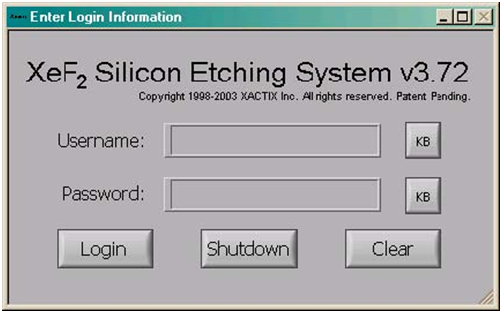 Enter Login Information
XeF2 Silicon Etching System v3.72
Copyright 1998-2003 XACTIX Inc. All rights reserved. Patent Pending.
Username:
KB
Password:
KB
Login Shutdown Clear